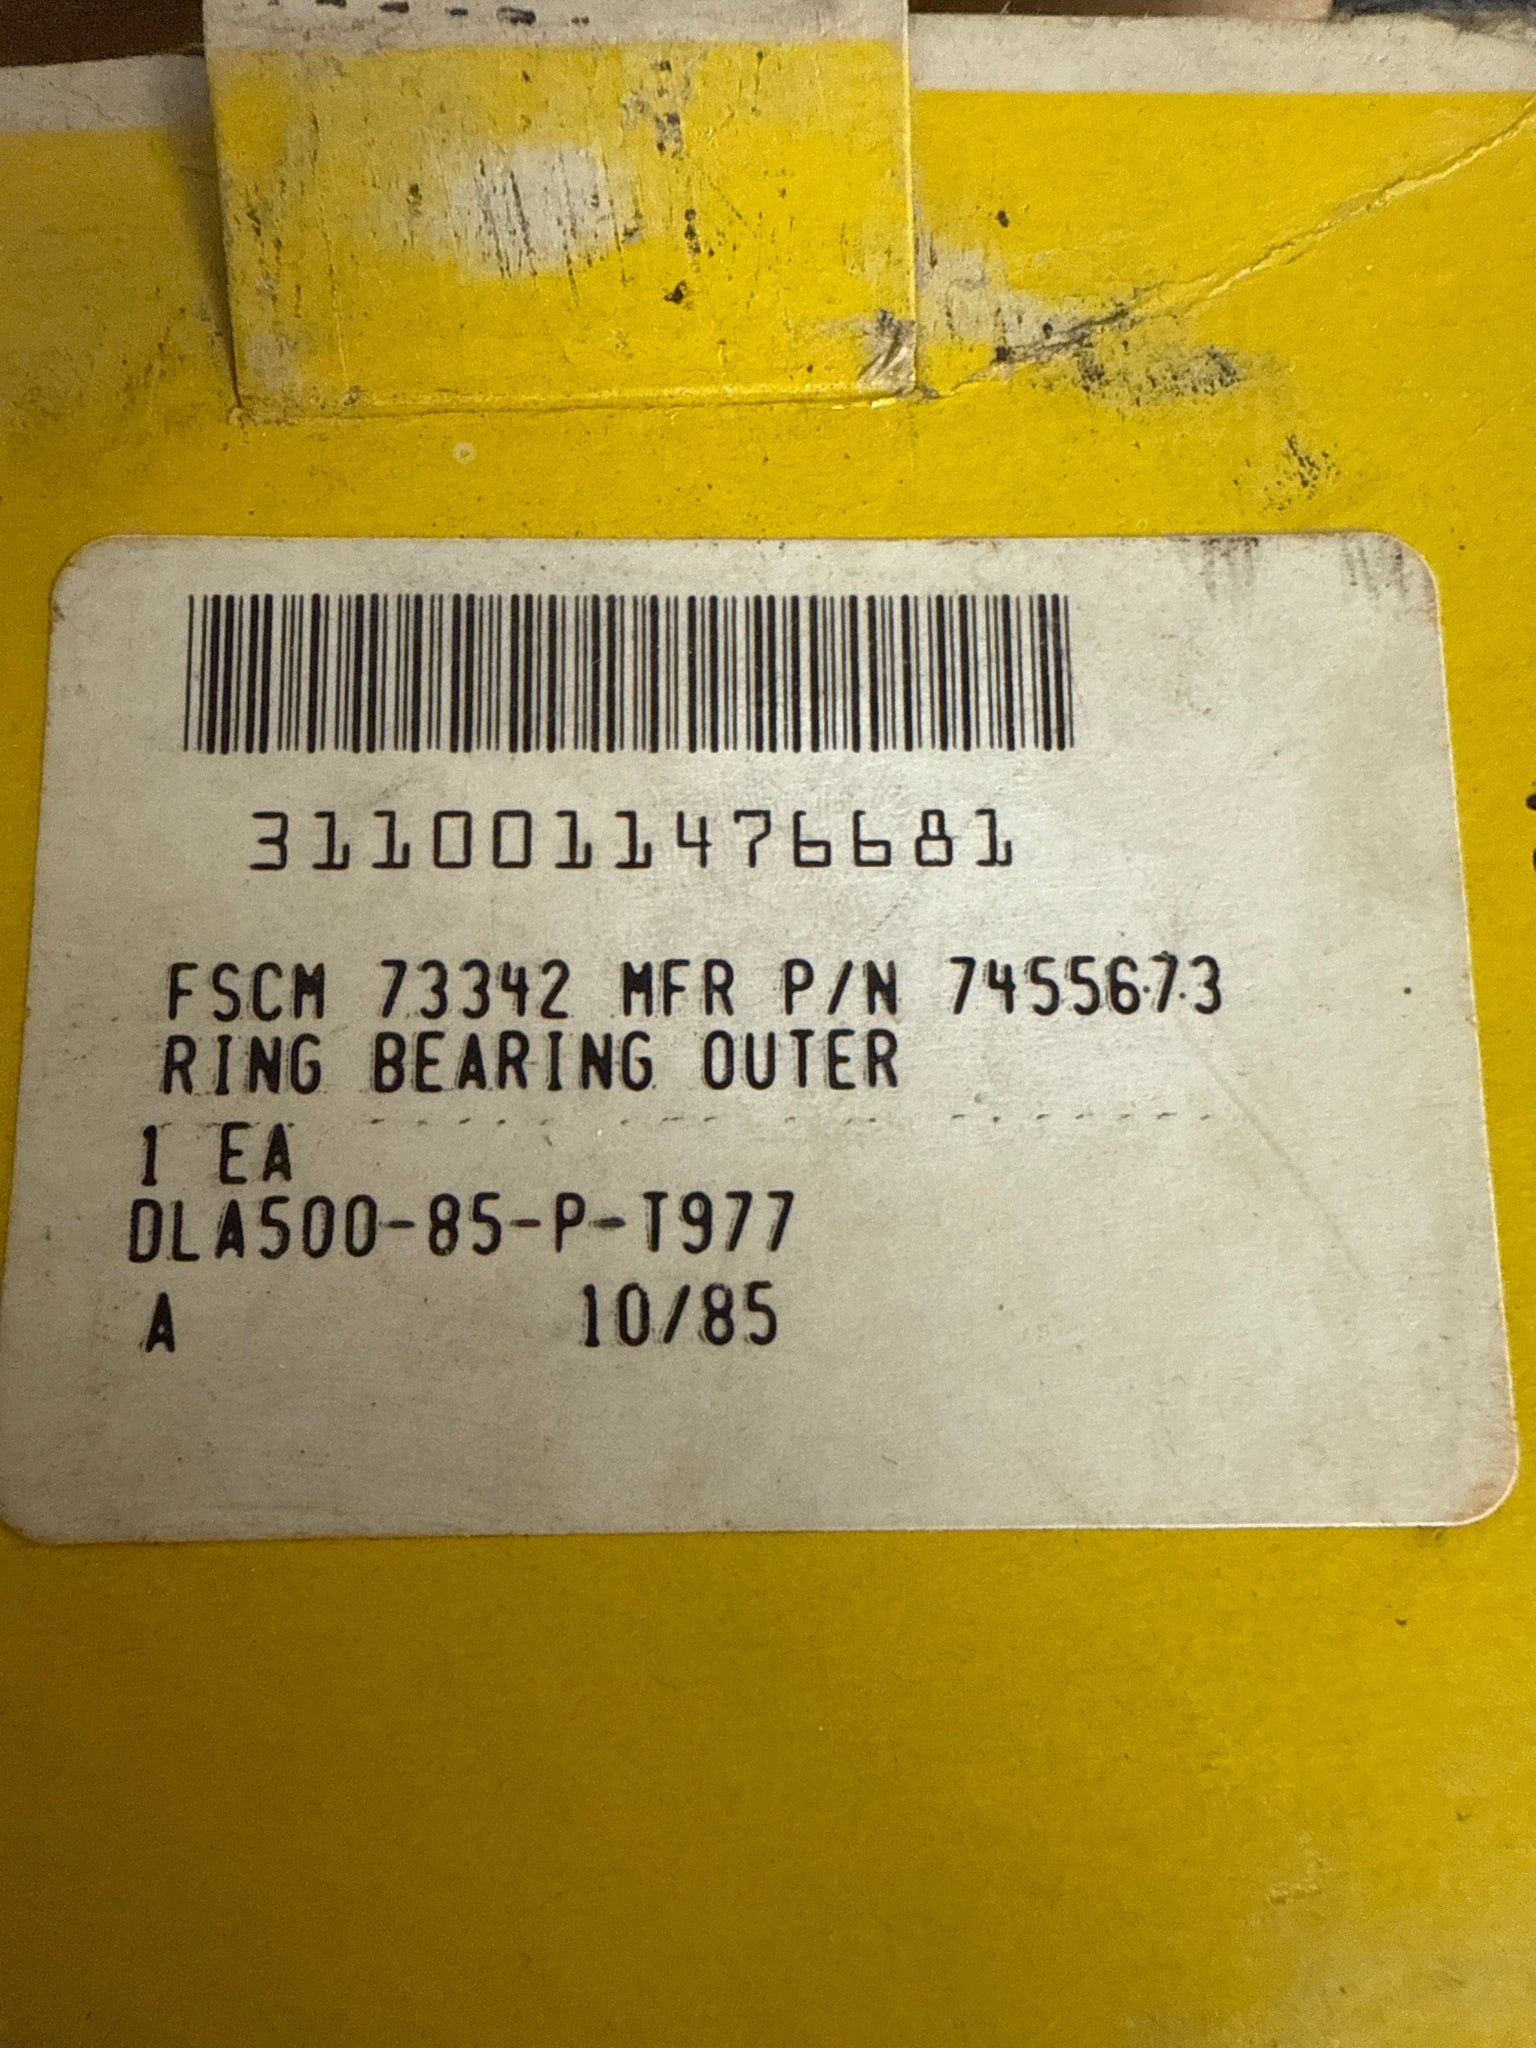 3110011476681
FSCM 73342 MFR P/N 7455673
RING BEARING OUTER
1 EA
DLA500-85-P-T977
A 10/85